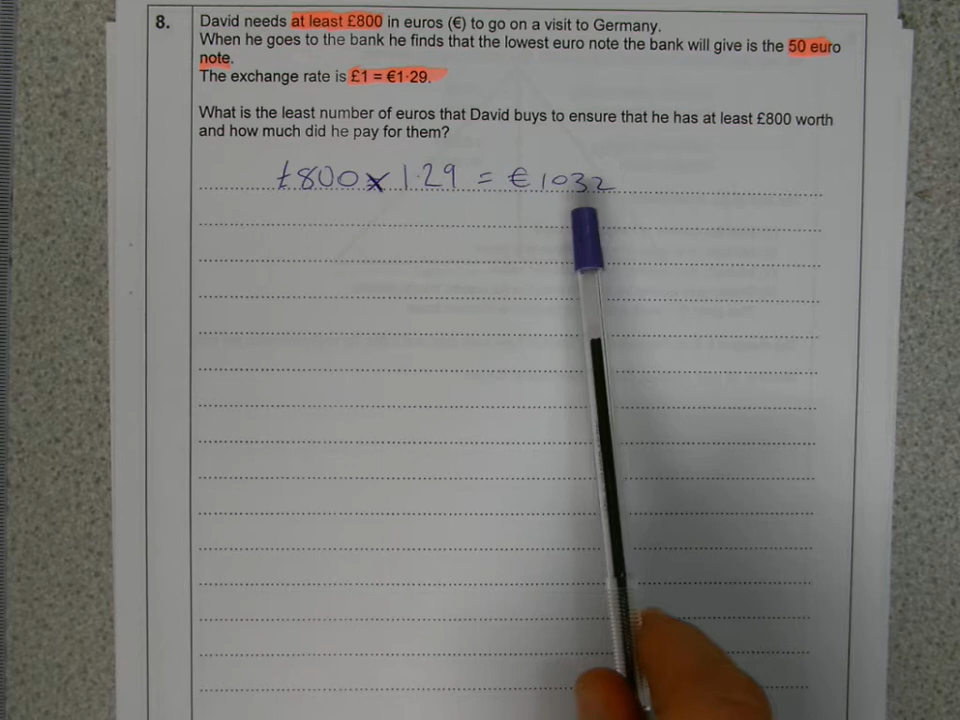 8.
David needs at least £800 in euros (€) to go on a visit to Germany.
When he goes to the bank he finds that the lowest euro note the bank will give is the 50 euro
note.
The exchange rate is £1 = €1·29.
What is the least number of euros that David buys to ensure that he has at least £800 worth
and how much did he pay for them?
£800 x 1.29 = € 1032